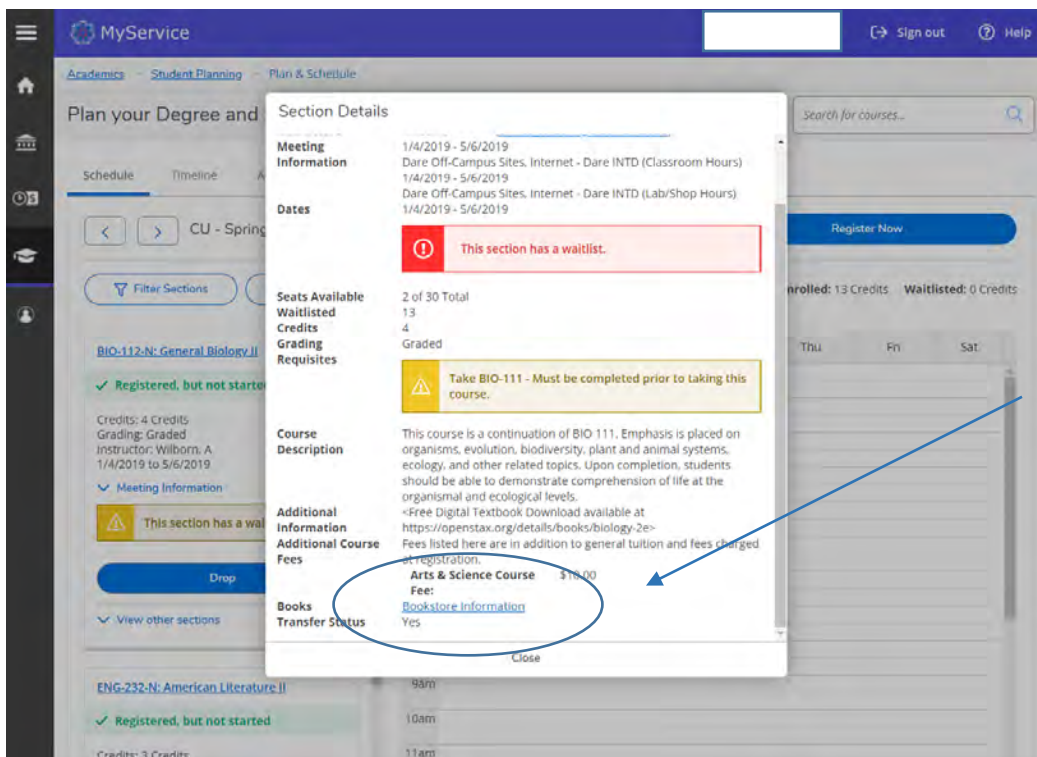 MyService
Sign out
Help
Academics
Student Planning
Plan & Schedule
Plan your Degree and
Search for courses...
Schedule
Timeline
CU - Spring
Register Now
Filter Sections
nrolled: 13 Credits Waitlisted: 0 Credits
Thu
Fri
Sat
BIO-112-N: General Biology II
Registered, but not starte
Credits: 4 Credits
Grading: Graded
Instructor: Wilborn, A
1/4/2019 to 5/6/2019
Meeting Information
This section has a wai
Drop
View other sections
ENG-232-N: American Literature II
Registered, but not started
Credits: 3 Credits
9am
10am
11am
Section Details
Meeting Information
1/4/2019 - 5/6/2019
Dare Off-Campus Sites, Internet - Dare INTD (Classroom Hours)
1/4/2019 - 5/6/2019
Dare Off-Campus Sites, Internet - Dare INTD (Lab/Shop Hours)
Dates 1/4/2019 - 5/6/2019
This section has a waitlist.
Seats Available 2 of 30 Total
Waitlisted 13
Credits 4
Grading Graded
Requisites
Take BIO-111 - Must be completed prior to taking this
course.
Course Description
This course is a continuation of BIO 111. Emphasis is placed on
organisms, evolution, biodiversity, plant and animal systems,
ecology, and other related topics. Upon completion, students
should be able to demonstrate comprehension of life at the
organismal and ecological levels.
Additional Information
<Free Digital Textbook Download available at
https://openstax.org/details/books/biology-2e>
Additional Course Fees
Fees listed here are in addition to general tuition and fees charged
at registration.
Arts & Science Course Fee: $10.00
Books Bookstore Information
Transfer Status Yes
Close